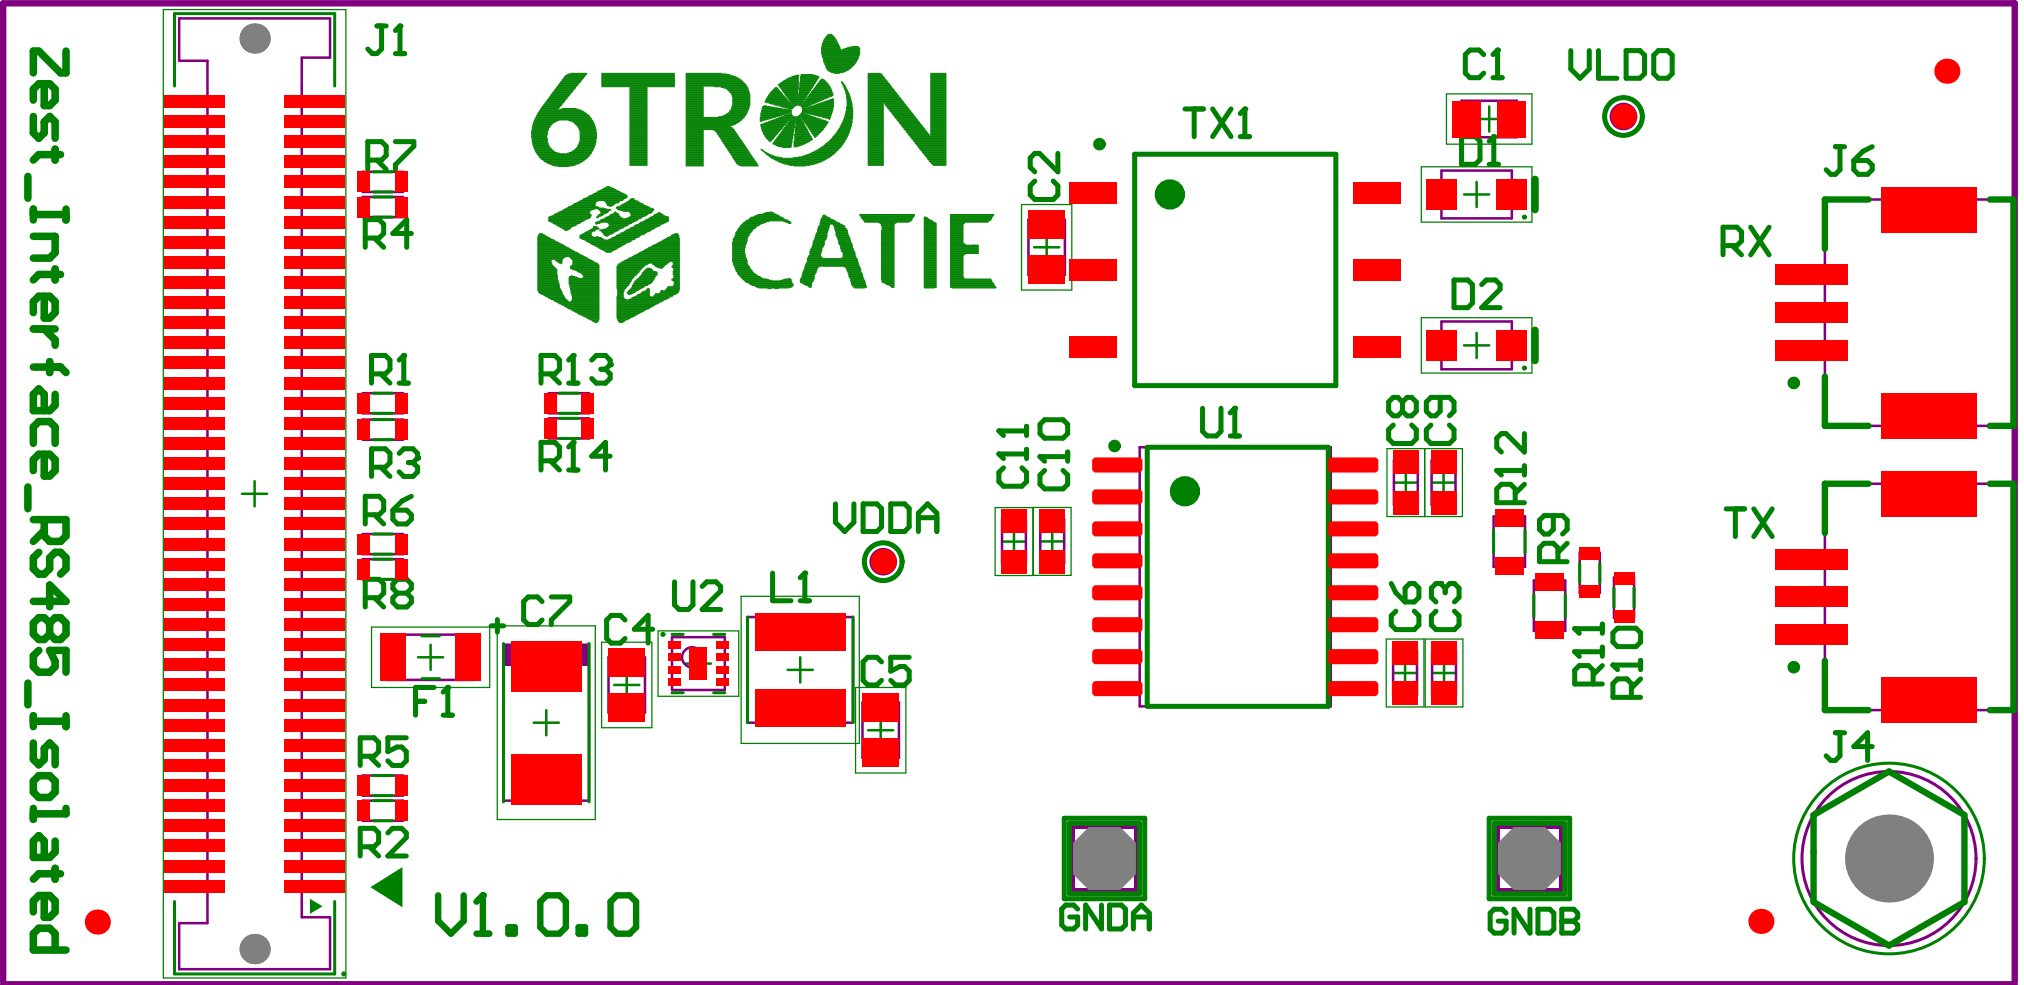 Zest_Interface_RS485_Isolated
J1
6TRON
CATIE
R7
R4
R1
R3
R6
R8
R5
R2
R13
R14
C2
TX1
C1
D1
D2
VLDO
J6
RX
U1
C11
C10
C8
C9
R12
R9
TX
VDDA
U2
L1
C7
+
C4
C5
F1
C6
C3
R11
R10
J4
V1.0.0
GNDA
GNDB